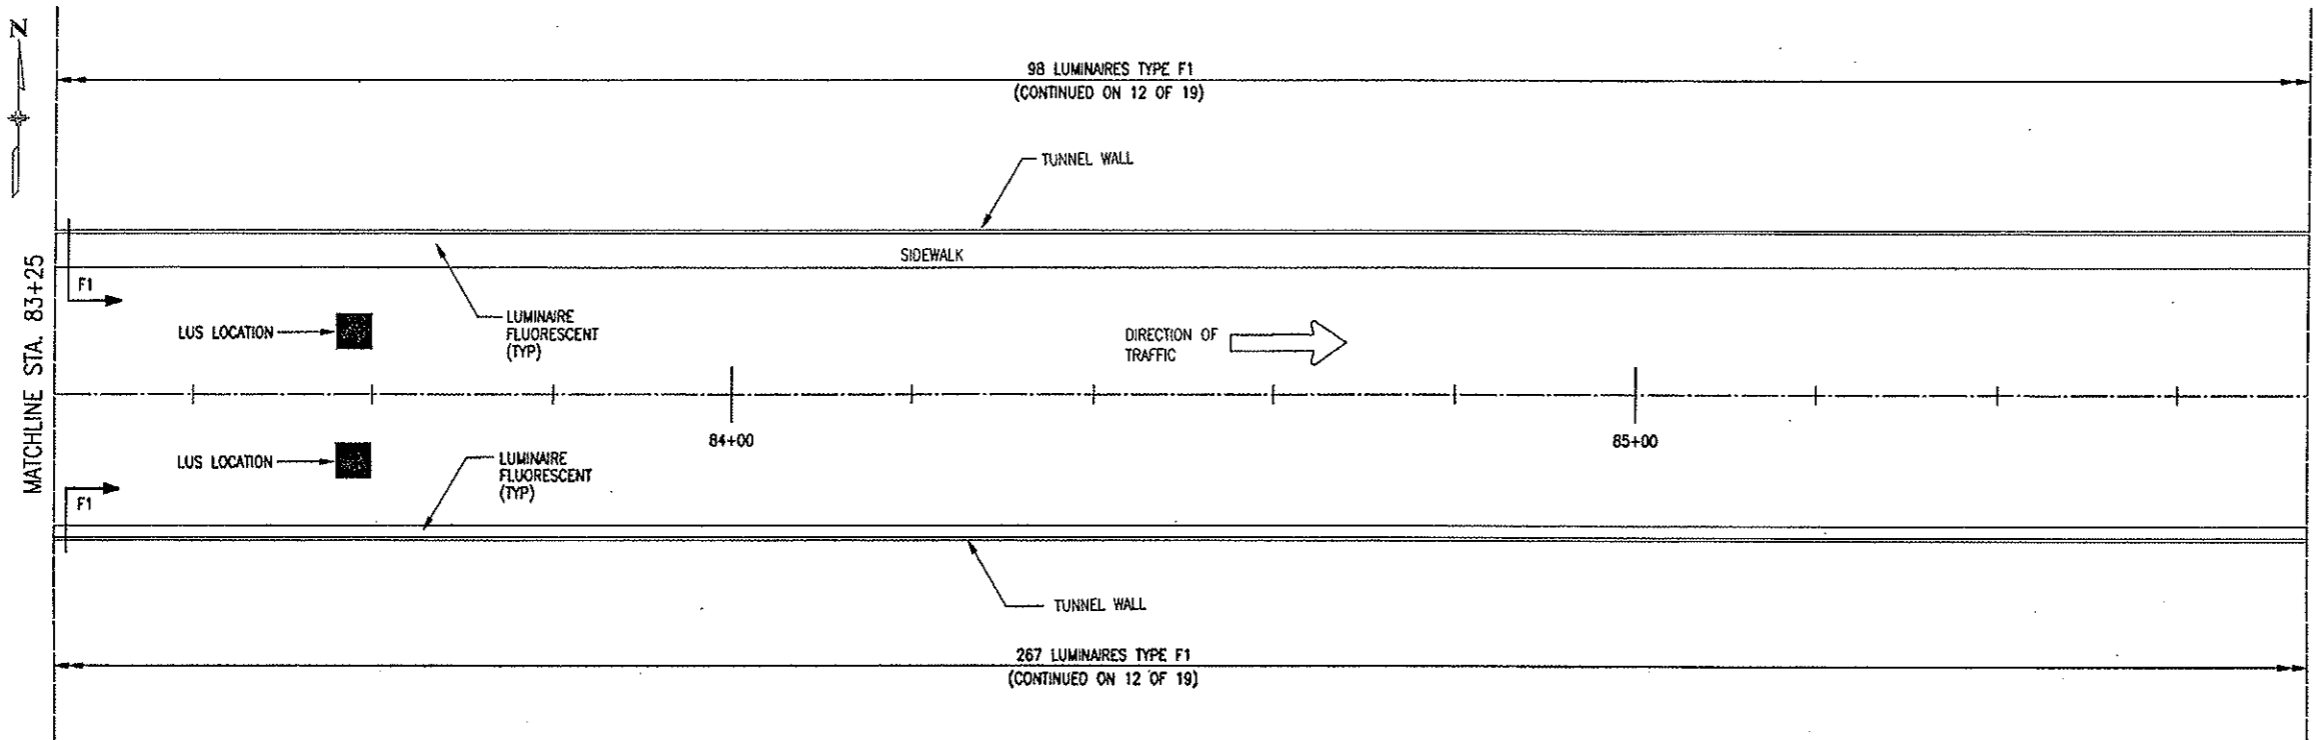 N
98 LUMINAIRES TYPE F1
(CONTINUED ON 12 OF 19)
TUNNEL WALL
SIDEWALK
MATCHLINE STA. 83+25
F1
LUMINAIRE
FLUORESCENT
(TYP)
LUS LOCATION
DIRECTION OF
TRAFFIC
84+00
85+00
LUS LOCATION
LUMINAIRE
FLUORESCENT
(TYP)
F1
TUNNEL WALL
267 LUMINAIRES TYPE F1
(CONTINUED ON 12 OF 19)